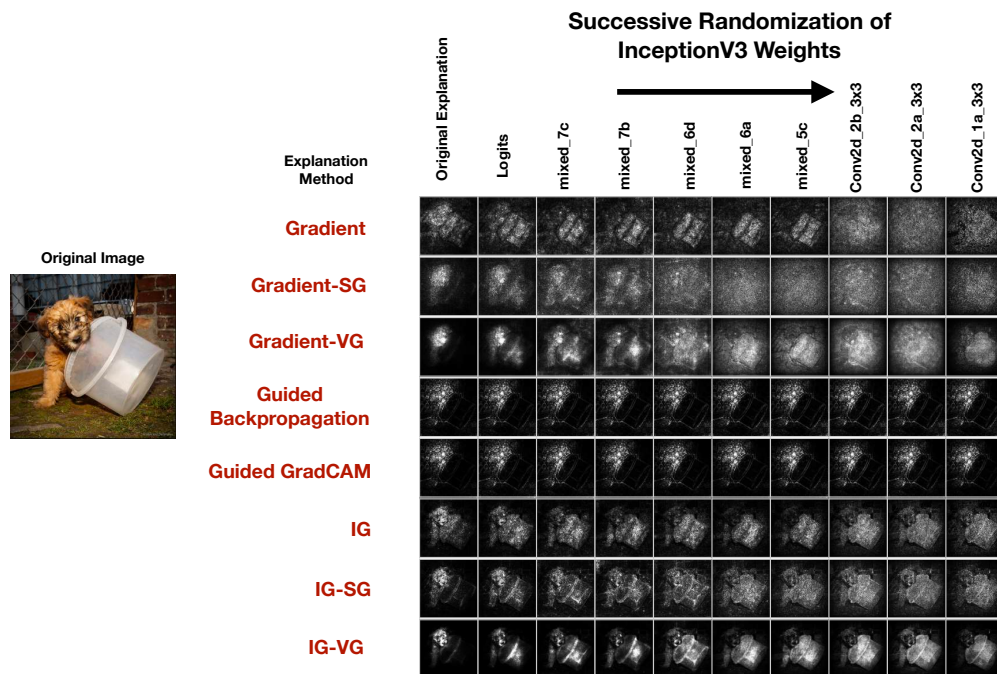 Successive Randomization of
InceptionV3 Weights
Explanation
Method
Original Explanation
Logits
mixed_7c
mixed_7b
mixed_6d
mixed_6a
mixed_5c
Conv2d_2b_3x3
Conv2d_2a_3x3
Conv2d_1a_3x3
Original Image
Gradient
Gradient-SG
Gradient-VG
Guided
Backpropagation
Guided GradCAM
IG
IG-SG
IG-VG